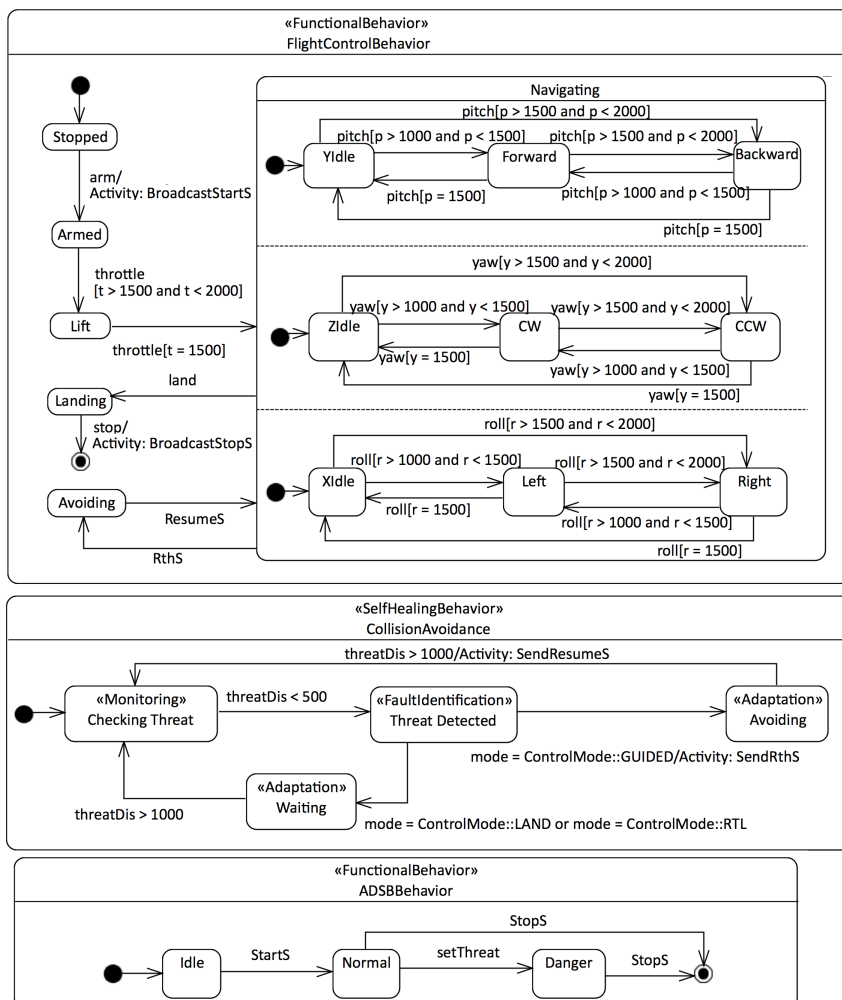 «FunctionalBehavior»
FlightControlBehavior
Stopped
arm/
Activity: BroadcastStartS
Armed
throttle
[t > 1500 and t < 2000]
Lift
throttle[t = 1500]
land
Landing
stop/
Activity: BroadcastStopS
Avoiding
ResumeS
RthS
Navigating
pitch[p > 1500 and p < 2000]
pitch[p > 1000 and p < 1500]
pitch[p > 1500 and p < 2000]
YIdle
Forward
Backward
pitch[p = 1500]
pitch[p > 1000 and p < 1500]
pitch[p = 1500]
yaw[y > 1500 and y < 2000]
yaw[y > 1000 and y < 1500]
yaw[y > 1500 and y < 2000]
ZIdle
CW
CCW
yaw[y = 1500]
yaw[y > 1000 and y < 1500]
yaw[y = 1500]
roll[r > 1500 and r < 2000]
roll[r > 1000 and r < 1500]
roll[r > 1500 and r < 2000]
XIdle
Left
Right
roll[r = 1500]
roll[r > 1000 and r < 1500]
roll[r = 1500]
«SelfHealingBehavior»
CollisionAvoidance
threatDis > 1000/Activity: SendResumeS
«Monitoring»
Checking Threat
threatDis < 500
«FaultIdentification»
Threat Detected
«Adaptation»
Avoiding
mode = ControlMode::GUIDED/Activity: SendRthS
«Adaptation»
Waiting
threatDis > 1000
mode = ControlMode::LAND or mode = ControlMode::RTL
«FunctionalBehavior»
ADSBBehavior
StopS
Idle
StartS
Normal
setThreat
Danger
StopS